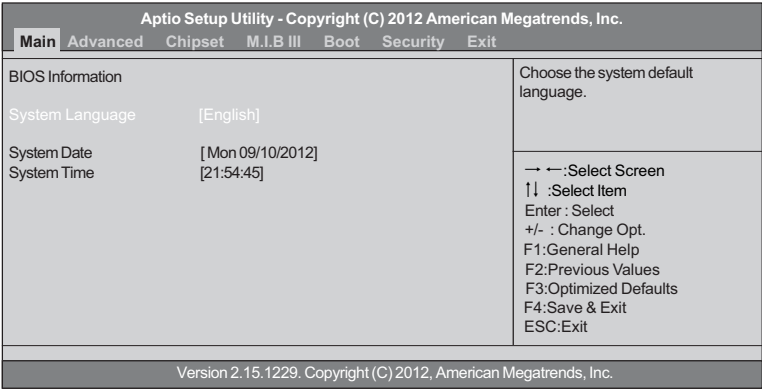 Aptio Setup Utility - Copyright (C) 2012 American Megatrends, Inc.
Main Advanced Chipset M.I.B III Boot Security Exit
BIOS Information
System Language [English]
System Date [ Mon 09/10/2012]
System Time [21:54:45]
Choose the system default
language.
→ ←:Select Screen
↑↓ :Select Item
Enter : Select
+/- : Change Opt.
F1:General Help
F2:Previous Values
F3:Optimized Defaults
F4:Save & Exit
ESC:Exit
Version 2.15.1229. Copyright (C) 2012, American Megatrends, Inc.